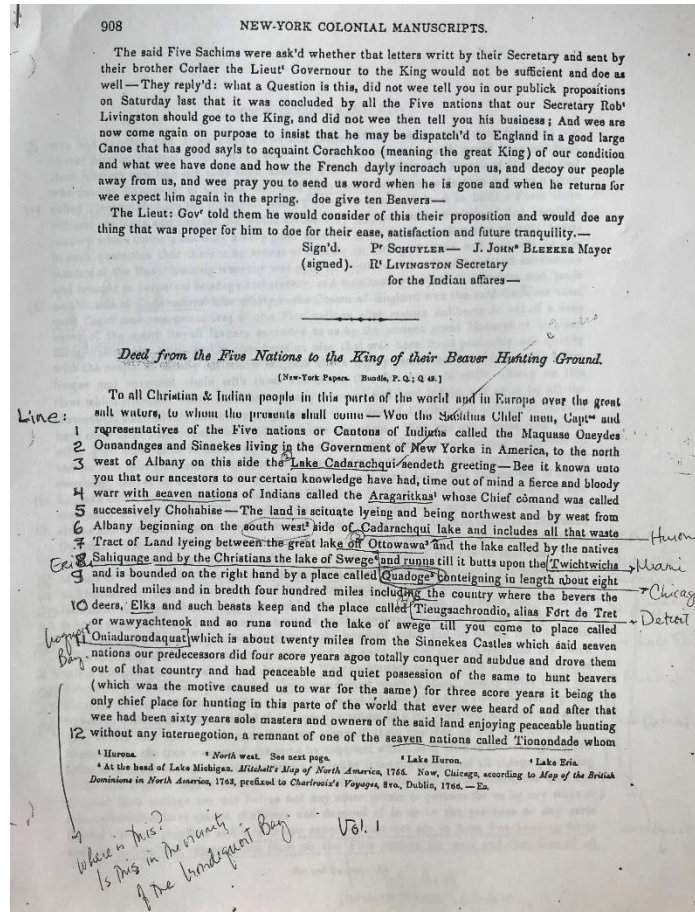 908 NEW-YORK COLONIAL MANUSCRIPTS.
The said Five Sachims were ask'd whether that letters writt by their Secretary and sent by
their brother Corlaer the Lieutt Governour to the King would not be sufficient and doe as
well—They reply'd: what a Question is this, did not wee tell you in our publick propositions
on Saturday last that it was concluded by all the Five nations that our Secretary Robt
Livingston should goe to the King, and did not wee then tell you his business; And wee are
now come again on purpose to insist that he may be dispatch'd to England in a good large
Canoe that has good sayls to acquaint Corachkoo (meaning the great King) of our condition
and what wee have done and how the French dayly incroach upon us, and decoy our people
away from us, and wee pray you to send us word when he is gone and when he returns for
wee expect him again in the spring. doe give ten Beavers—
The Lieut: Govr told them he would consider of this their proposition and would doe any
thing that was proper for him to doe for their ease, satisfaction and future tranquility.—
Sign'd. Pr SCHUYLER— J. JOHNs BLEEKER Mayor
(signed). Rt LIVINGSTON Secretary
for the Indian affares—
Deed from the Five Nations to the King of their Beaver Hunting Ground.
[New-York Papers. Bundle, P. Q.; Q 49.]
To all Christian & Indian people in this parte of the world and in Europe over the great
Line: salt waters, to whom the presents shall come—Wee the Sachims Chief men, Captns and
1 representatives of the Five nations or Cantons of Indians called the Maquase Oneydes
2 Onnandages and Sinnekes living in the Government of New Yorke in America, to the north
3 west of Albany on this side the Lake Cadarachqui sendeth greeting—Bee it known unto
you that our ancestors to our certain knowledge have had, time out of mind a fierce and bloody
4 warr with seaven nations of Indians called the Aragaritkas1 whose Chief comand was called
5 successively Chohahise—The land is scituate lyeing and being northwest and by west from
6 Albany beginning on the south west2 side of Cadarachqui lake and includes all that waste
7 Tract of Land lyeing between the great lake off Ottowawa3 and the lake called by the natives Huron
Erie 8 Sahiquage and by the Christians the lake of Swege4 and runns till it butts upon the Twichtwichs Miami
9 and is bounded on the right hand by a place called Quadoge5 conteigning in length about eight
hundred miles and in bredth four hundred miles including the country where the bevers the Chicag
10 deers, Elks and such beasts keep and the place called Tieugsachrondio, alias Fort de Tret Detroit
or wawyachtenok and so runs round the lake of swege till you come to place called
11 Oniadarondaquat which is about twenty miles from the Sinnekes Castles which said seaven
Bay. nations our predecessors did four score years agoe totally conquer and subdue and drove them
out of that country and had peaceable and quiet possession of the same to hunt beavers
(which was the motive caused us to war for the same) for three score years it being the
only chief place for hunting in this parte of the world that ever wee heard of and after that
wee had been sixty years sole masters and owners of the said land enjoying peaceable hunting
12 without any internegotion, a remnant of one of the seaven nations called Tionondade whom
1 Hurons. 2 North west. See next page. 3 Lake Huron. 4 Lake Erie.
5 At the head of Lake Michigan. Mitchell's Map of North America, 1755. Now, Chicago, according to Map of the British
Dominions in North America, 1763, prefixed to Charlevoix's Voyages, 8vo., Dublin, 1766.—ED.
Where is this?
Is this in the vicinity
of the Irondequoit Bay.
Vol. 1